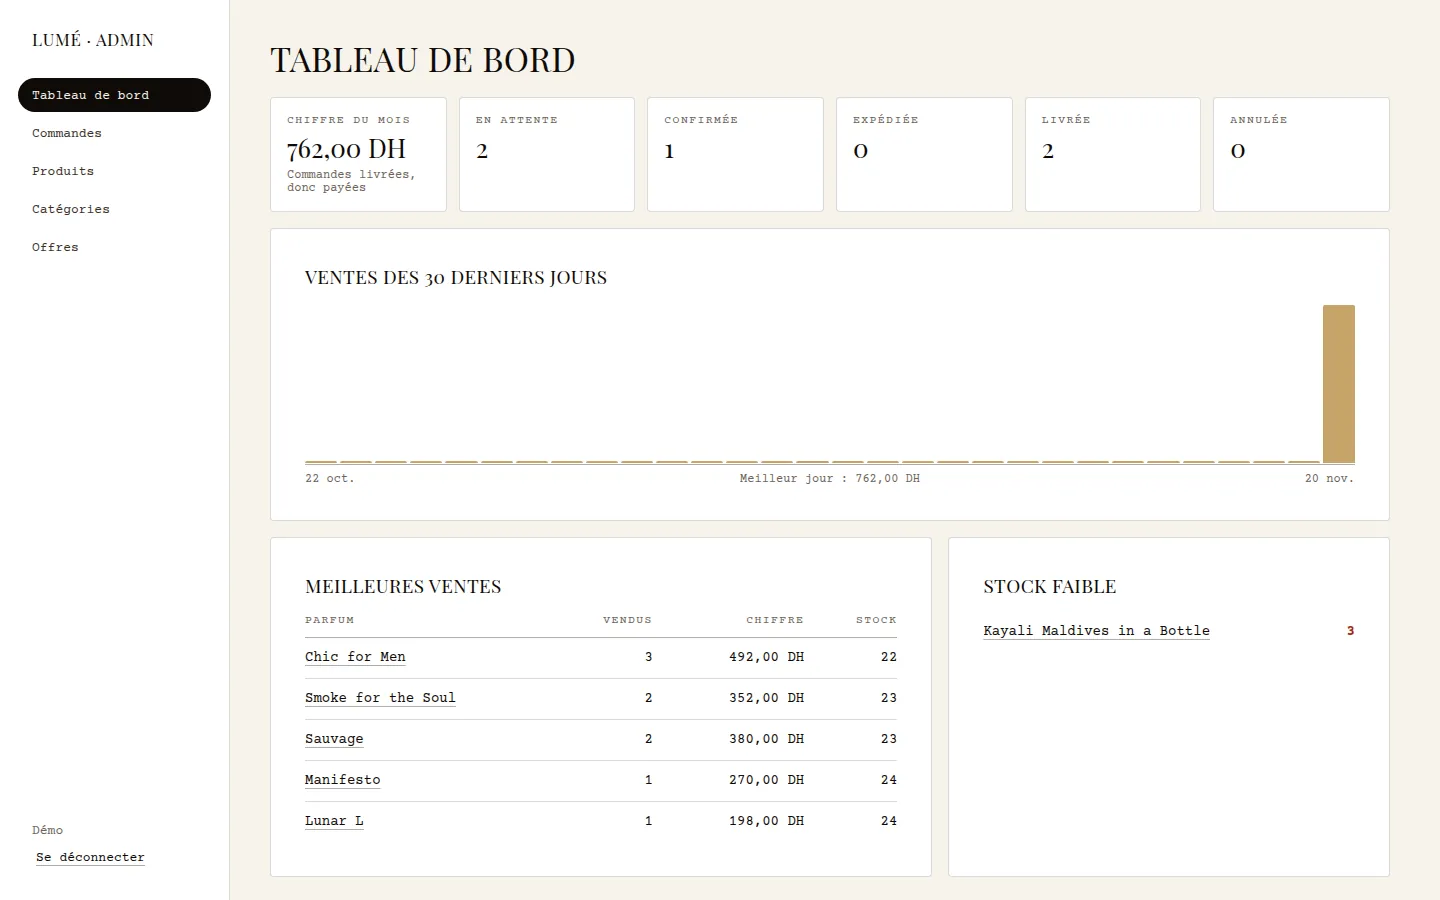 LUMÉ · ADMIN
Tableau de bord
Commandes
Produits
Catégories
Offres
Démo
Se déconnecter
TABLEAU DE BORD
CHIFFRE DU MOIS
762,00 DH
Commandes livrées,
donc payées
EN ATTENTE
2
CONFIRMÉE
1
EXPÉDIÉE
0
LIVRÉE
2
ANNULÉE
0
VENTES DES 30 DERNIERS JOURS
22 oct. Meilleur jour : 762,00 DH 20 nov.
MEILLEURES VENTES
PARFUM VENDUS CHIFFRE STOCK
Chic for Men 3 492,00 DH 22
Smoke for the Soul 2 352,00 DH 23
Sauvage 2 380,00 DH 23
Manifesto 1 270,00 DH 24
Lunar L 1 198,00 DH 24
STOCK FAIBLE
Kayali Maldives in a Bottle 3